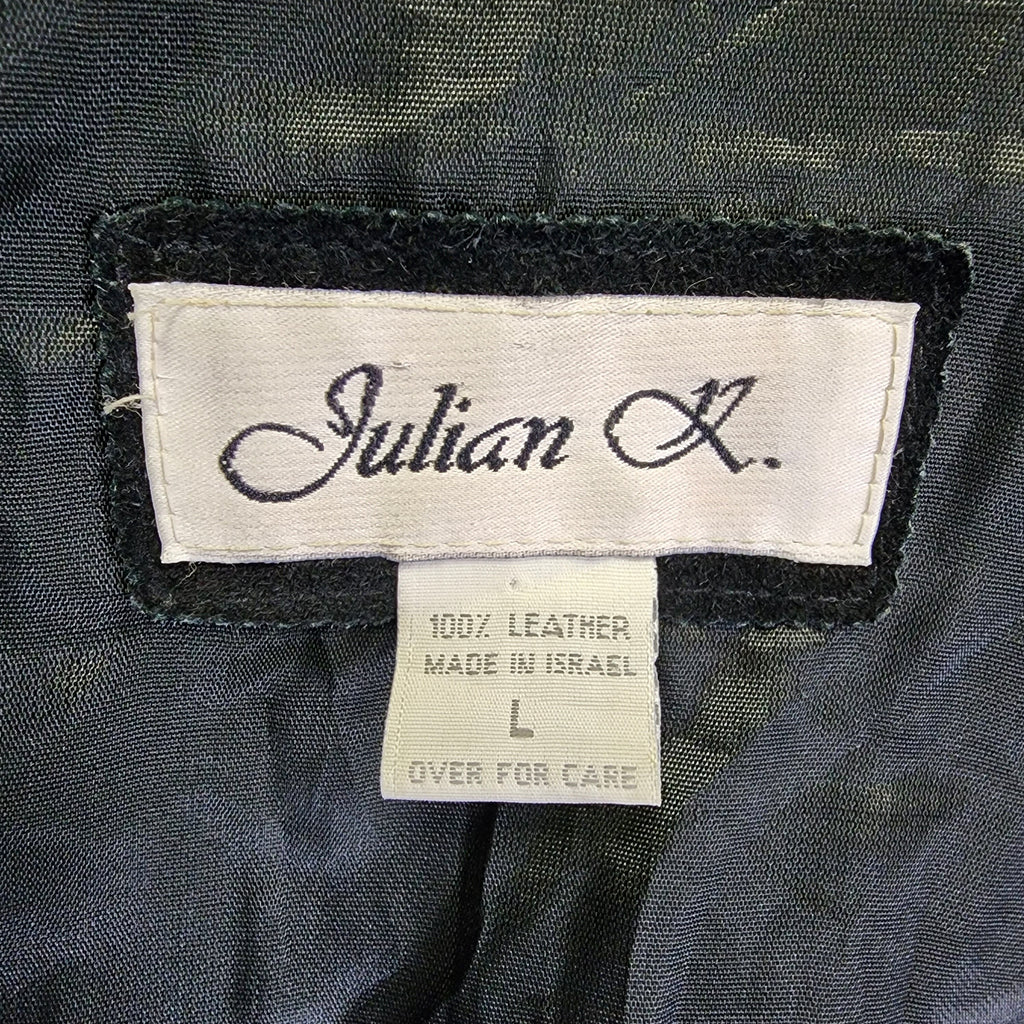 Julian K.
100% LEATHER
MADE IN ISRAEL
L
OVER FOR CARE